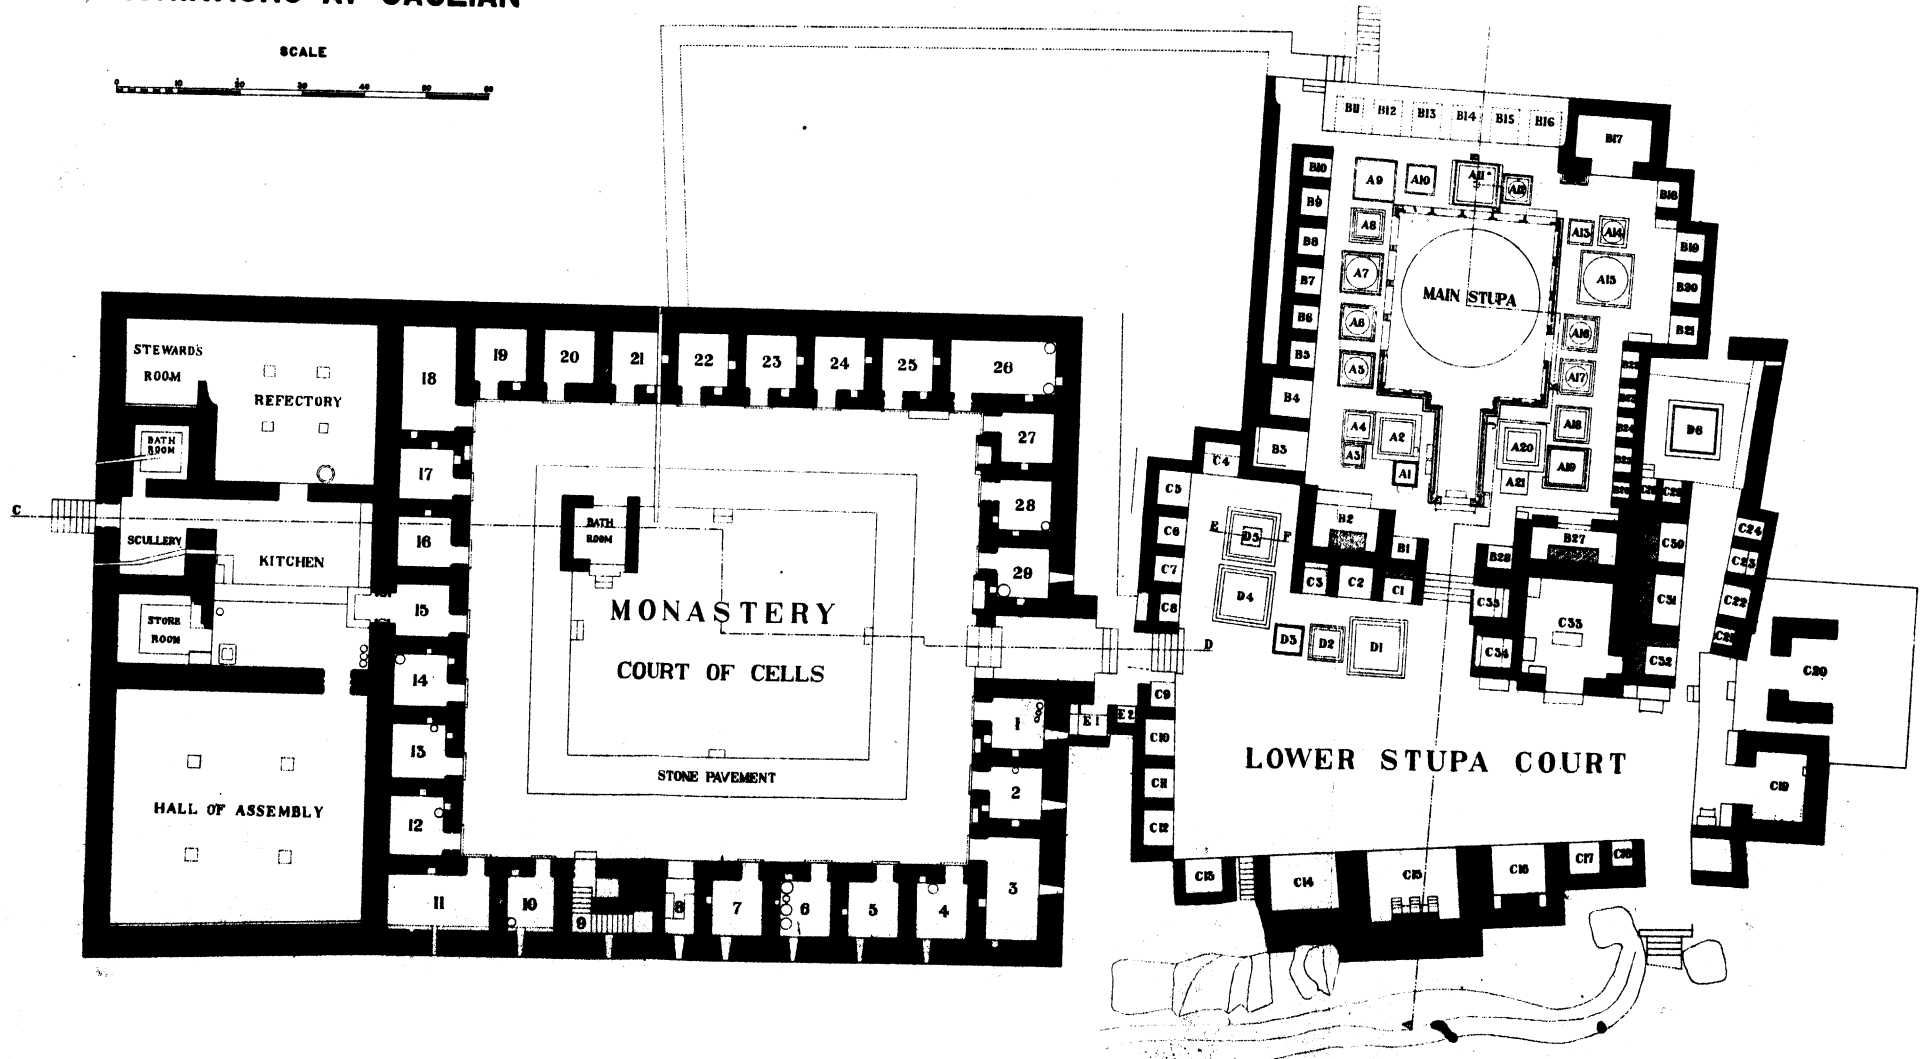 JAULIAN
SCALE
0 10 20 30 40 50 60
B11 B12 B13 B14 B15 B16
B17
B10 A9 A10 A11 A12 B18
B9
A8 A13 A14
B8 B19
A7 A15
B7 MAIN STUPA B20
B6 A6 A16 B21
B5 A5 A17
B4
A4 A2 A20 A18 D6
B3 A3 A1 A21 A19
C4
STEWARD'S
ROOM
REFECTORY
BATH
ROOM
C
SCULLERY
KITCHEN
STORE
ROOM
HALL OF ASSEMBLY
18 19 20 21 22 23 24 25 26
17 27
16 28
15 29
14
13 1
12 2
11 10 9 8 7 6 5 4 3
BATH
ROOM
MONASTERY
COURT OF CELLS
STONE PAVEMENT
E1 E2
C5
C6 E D5 F B2 B1 B28 B27 C30 C24
C7 C3 C2 C1 C23
C8 D4 C33 C31 C22
D D3 D2 D1 C34 C33 C32 C20
C9
C10
LOWER STUPA COURT
C11 C19
C12
C13 C14 C15 C16 C17 C18